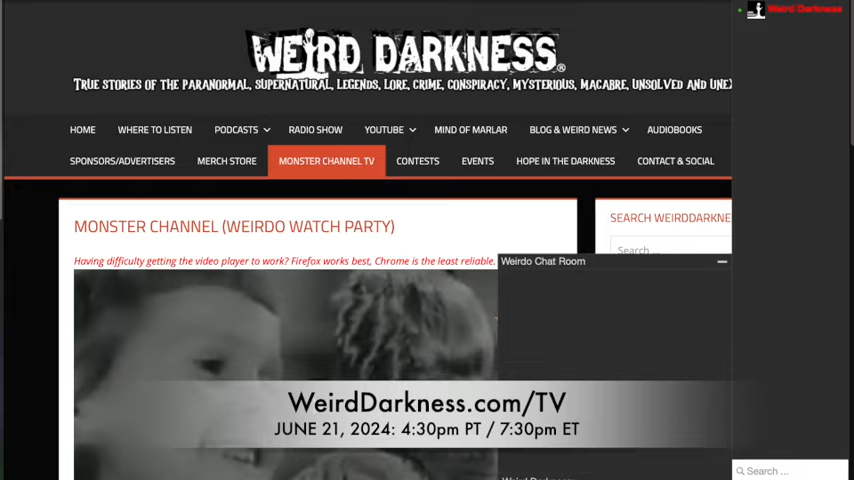 WEIRD DARKNESS®
Weird Darkness
TRUE STORIES OF THE PARANORMAL, SUPERNATURAL, LEGENDS, LORE, CRIME, CONSPIRACY, MYSTERIOUS, MACABRE, UNSOLVED AND UNEX
HOME WHERE TO LISTEN PODCASTS RADIO SHOW YOUTUBE MIND OF MARLAR BLOG & WEIRD NEWS AUDIOBOOKS
SPONSORS/ADVERTISERS MERCH STORE MONSTER CHANNEL TV CONTESTS EVENTS HOPE IN THE DARKNESS CONTACT & SOCIAL
MONSTER CHANNEL (WEIRDO WATCH PARTY)
SEARCH WEIRDDARKNE
Having difficulty getting the video player to work? Firefox works best, Chrome is the least reliable.
Search ...
Weirdo Chat Room
WeirdDarkness.com/TV
JUNE 21, 2024: 4:30pm PT / 7:30pm ET
Search ...